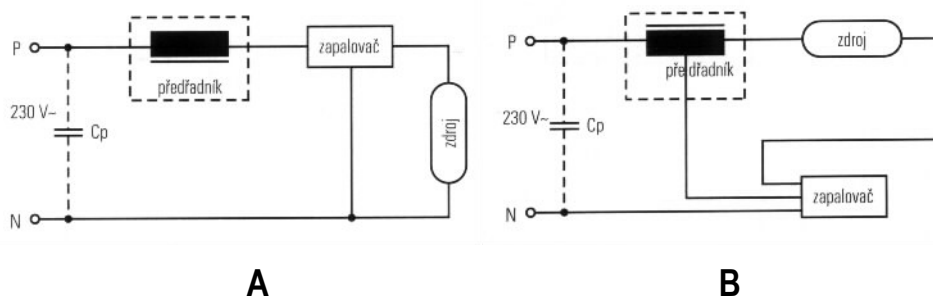 P
zapalovač
předřadník
230 V~
Cp
zdroj
N
A
P
zdroj
předřadník
230 V~
Cp
zapalovač
N
B